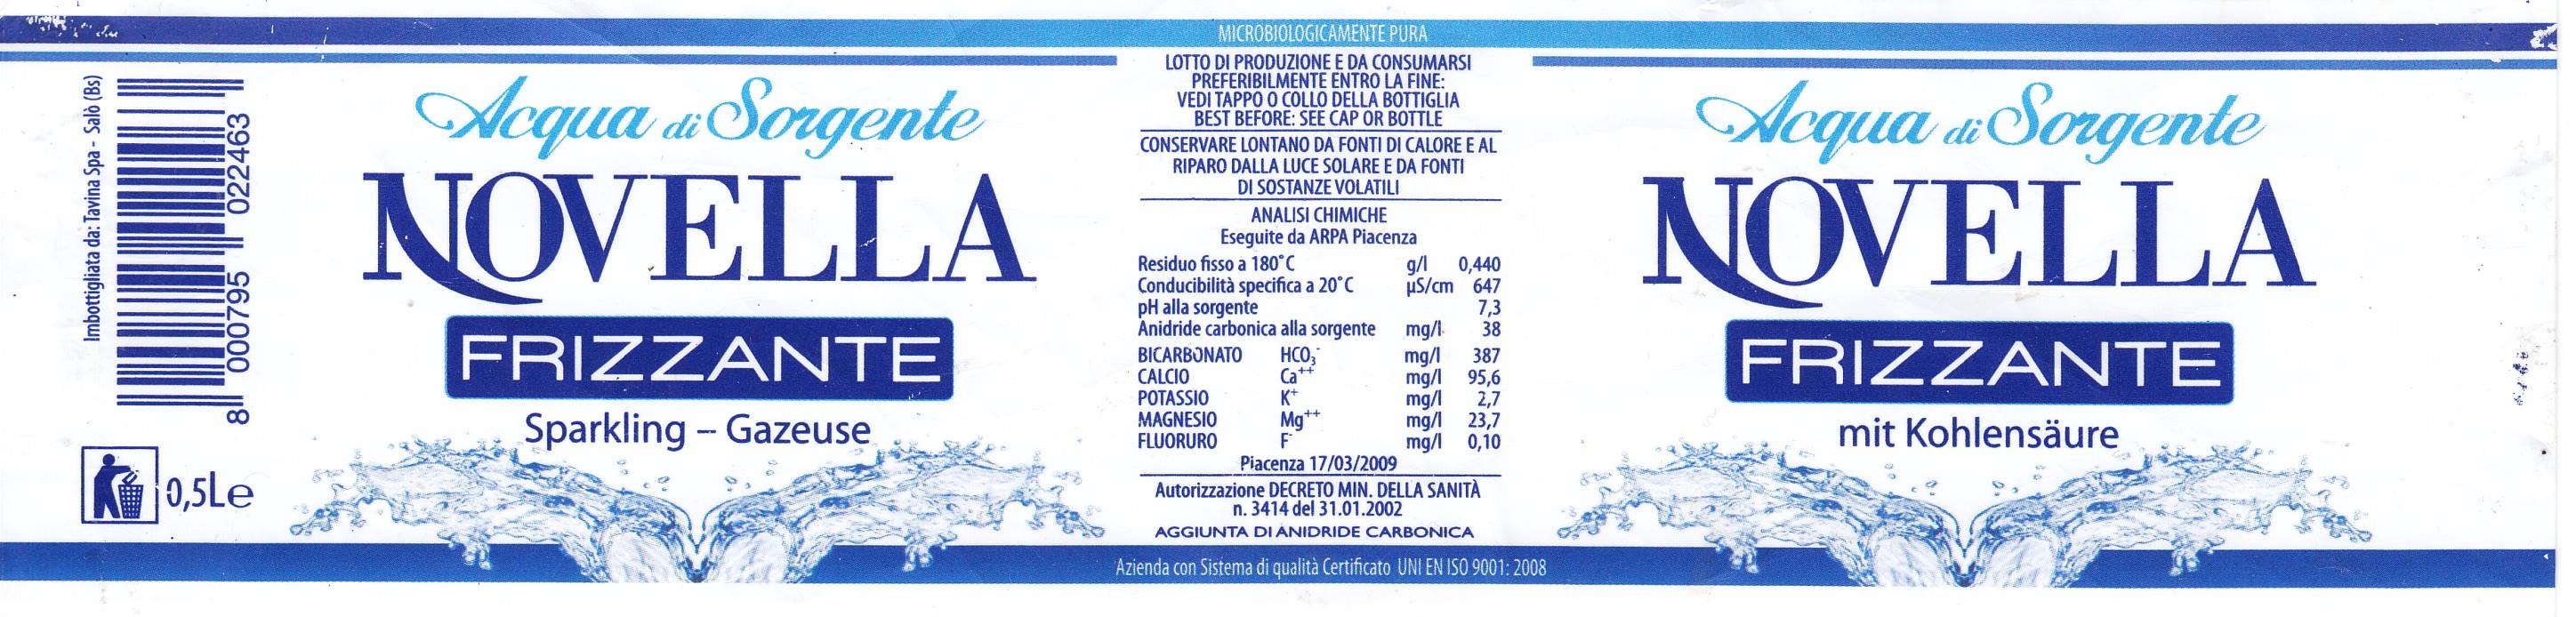 MICROBIOLOGICAMENTE PURA
Imbottigliata da: Tavina Spa - Salò (Bs)
8 000795 022463
0,5L e
Acqua di Sorgente
NOVELLA
FRIZZANTE
Sparkling – Gazeuse
LOTTO DI PRODUZIONE E DA CONSUMARSI
PREFERIBILMENTE ENTRO LA FINE:
VEDI TAPPO O COLLO DELLA BOTTIGLIA
BEST BEFORE: SEE CAP OR BOTTLE
CONSERVARE LONTANO DA FONTI DI CALORE E AL
RIPARO DALLA LUCE SOLARE E DA FONTI
DI SOSTANZE VOLATILI
ANALISI CHIMICHE
Eseguite da ARPA Piacenza
Residuo fisso a 180°C g/l 0,440
Conducibilità specifica a 20°C µS/cm 647
pH alla sorgente 7,3
Anidride carbonica alla sorgente mg/l 38
BICARBONATO HCO₃⁻ mg/l 387
CALCIO Ca⁺⁺ mg/l 95,6
POTASSIO K⁺ mg/l 2,7
MAGNESIO Mg⁺⁺ mg/l 23,7
FLUORURO F⁻ mg/l 0,10
Piacenza 17/03/2009
Autorizzazione DECRETO MIN. DELLA SANITÀ
n. 3414 del 31.01.2002
AGGIUNTA DI ANIDRIDE CARBONICA
Azienda con Sistema di qualità Certificato UNI EN ISO 9001: 2008
Acqua di Sorgente
NOVELLA
FRIZZANTE
mit Kohlensäure